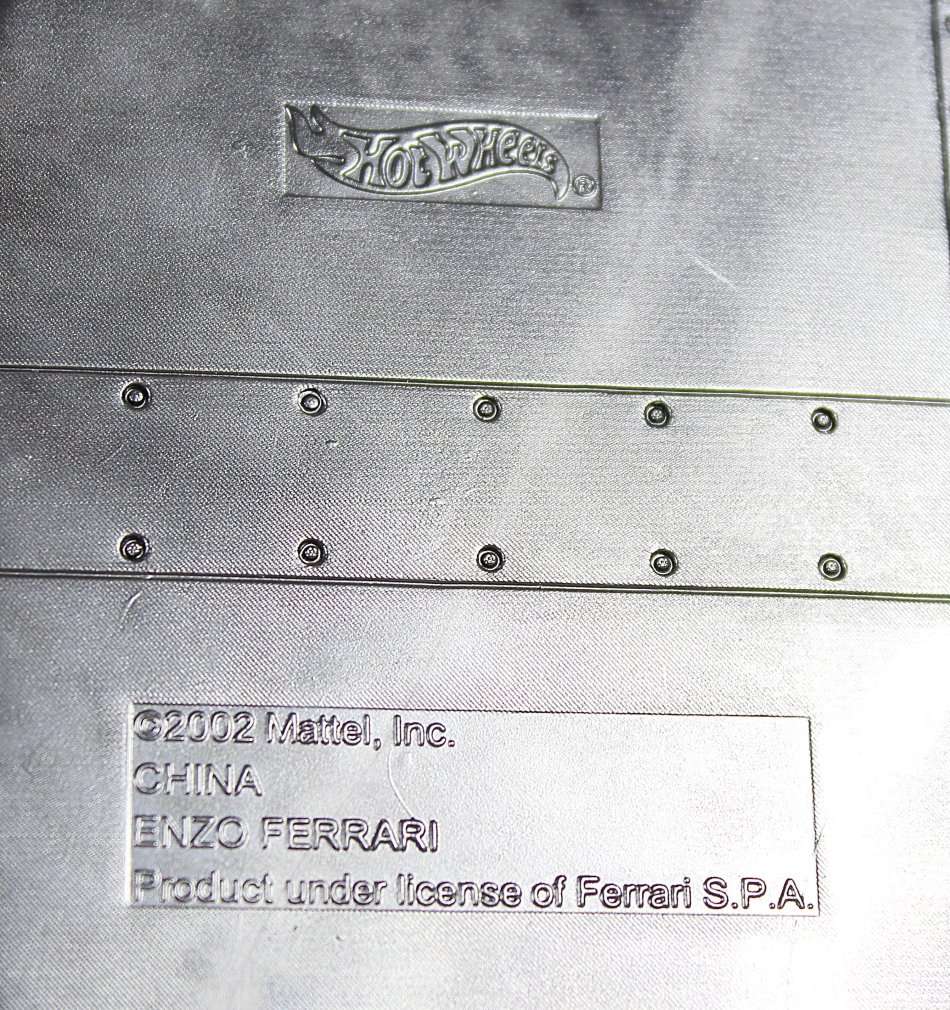 Hot Wheels ®
©2002 Mattel, Inc.
CHINA
ENZO FERRARI
Product under license of Ferrari S.P.A.